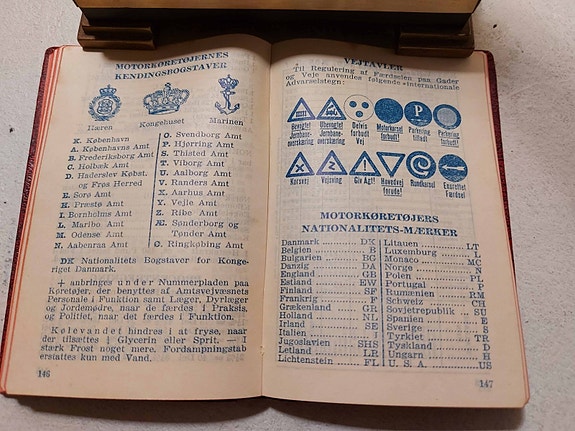 MOTORKØRETØJERNES
KENDINGSBOGSTAVER
Hæren Kongehuset Marinen
K. København
A. Københavns Amt
B. Frederiksborg Amt
C. Holbæk Amt
D. Haderslev Købst.
og Frøs Herred
E. Sorø Amt
H. Præstø Amt
I. Bornholms Amt
L. Maribo Amt
M. Odense Amt
N. Aabenraa Amt
O. Svendborg Amt
P. Hjørring Amt
S. Thisted Amt
T. Viborg Amt
U. Aalborg Amt
V. Randers Amt
X. Aarhus Amt
Y. Vejle Amt
Z. Ribe Amt
Æ. Sønderborg og
Tønder Amt
Ø. Ringkøbing Amt
DK Nationalitets Bogstaver for Konge-
riget Danmark.
+ anbringes under Nummerpladen paa
Køretøjer, der benyttes af Amtsvejvæsnets
Personale i Funktion samt Læger, Dyrlæger
og Jordemødre, naar de færdes i Praksis,
og Politiet, naar det færdes i Funktion.
Kølevandet hindres i at fryse, naar
der tilsættes i Glycerin eller Sprit. — I
stærk Frost noget mere. Fordampningstab
erstattes kun med Vand.
146
VEJTAVLER
Til Regulering af Færdselen paa Gader
og Veje anvendes følgende »internationale
Advarselstegn:
Bevogtet
Jernbane-
overskæring
Ubevogtet
Jernbane-
overskæring
Delvis
forbudt
Vej
Motorkørsel
forbudt!
Parkering
tilladt
Parkering
forbudt!
Korsvej
Vejsving
Giv Agt!
Hovedvej
forude!
Rundkørsel
Ensrettet
Færdsel
MOTORKØRETØJERS
NATIONALITETS-MÆRKER
Danmark DK
Belgien B
Bulgarien BG
Danzig DA
England GB
Estland EW
Finland SF
Frankrig F
Grækenland GR
Holland NL
Irland SE
Italien I
Jugoslavien SHS
Letland LR
Lichtenstein FL
Litauen LT
Luxemburg L
Monaco MC
Norge N
Polen PL
Portugal P
Rumænien RM
Schweiz CH
Sovjetrepublik SU
Spanien E
Sverige S
Tyrkiet TR
Tyskland D
Ungarn H
U. S. A. US
147